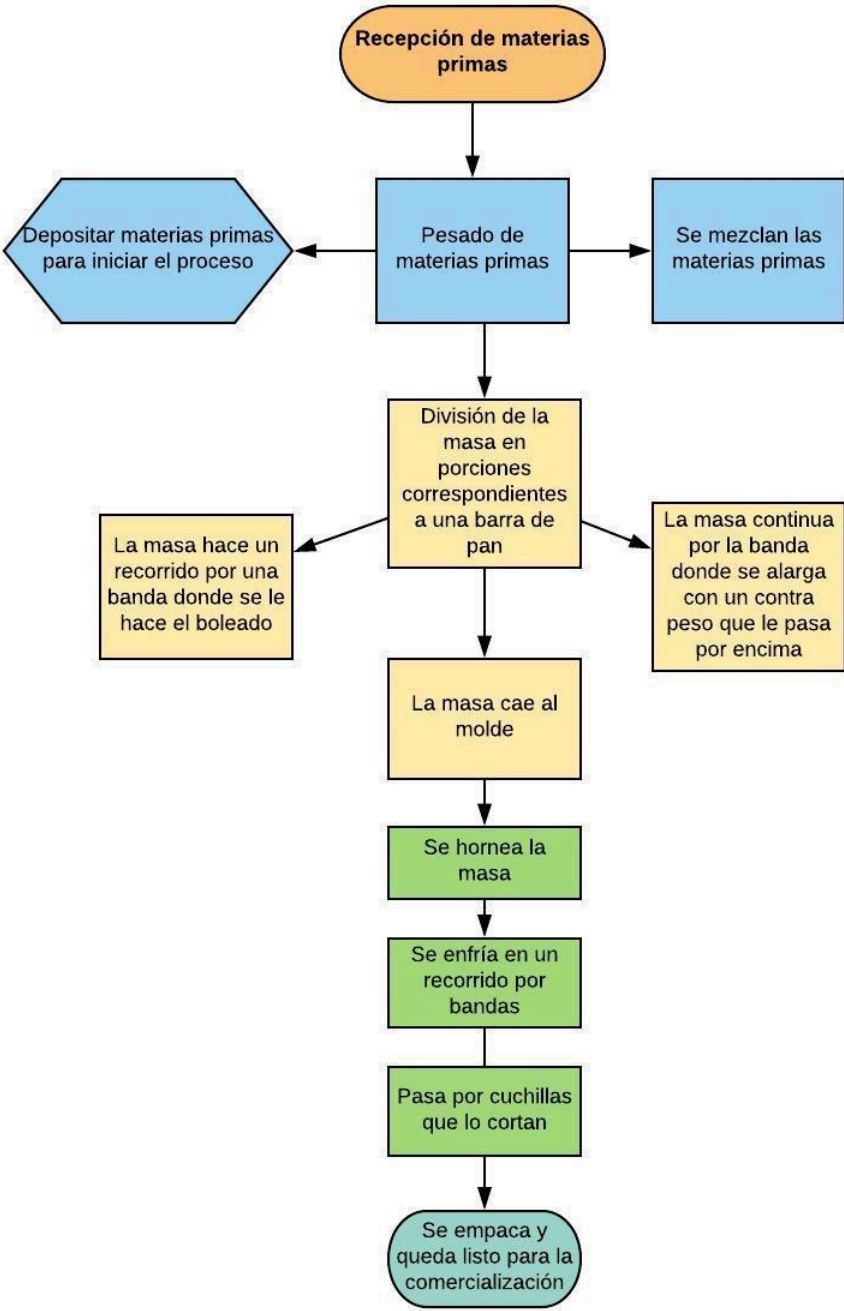 Recepción de materias
primas
Depositar materias primas
para iniciar el proceso
Pesado de
materias primas
Se mezclan las
materias primas
División de la
masa en
porciones
correspondientes
a una barra de
pan
La masa hace un
recorrido por una
banda donde se le
hace el boleado
La masa continua
por la banda
donde se alarga
con un contra
peso que le pasa
por encima
La masa cae al
molde
Se hornea la
masa
Se enfría en un
recorrido por
bandas
Pasa por cuchillas
que lo cortan
Se empaca y
queda listo para la
comercialización